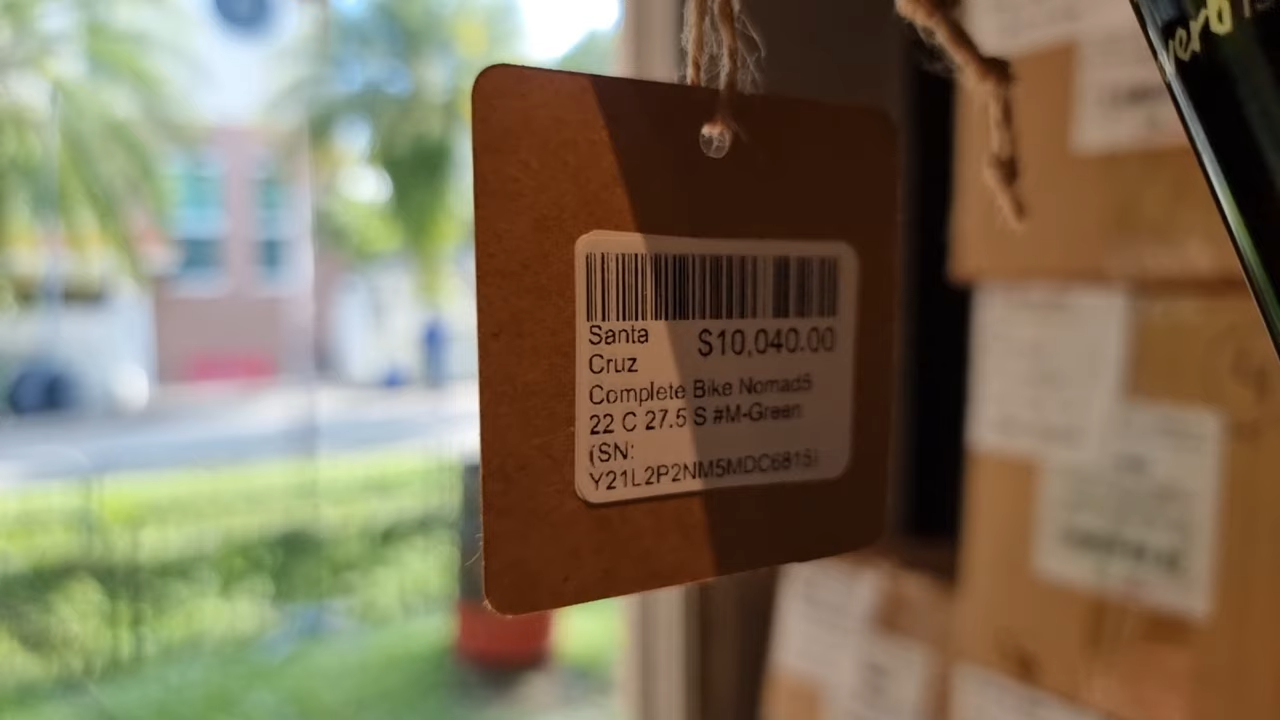 Santa $10,040.00
Cruz
Complete Bike Nomad5
22 C 27.5 S #M-Green
(SN:
Y21L2P2NM5MDC6815)